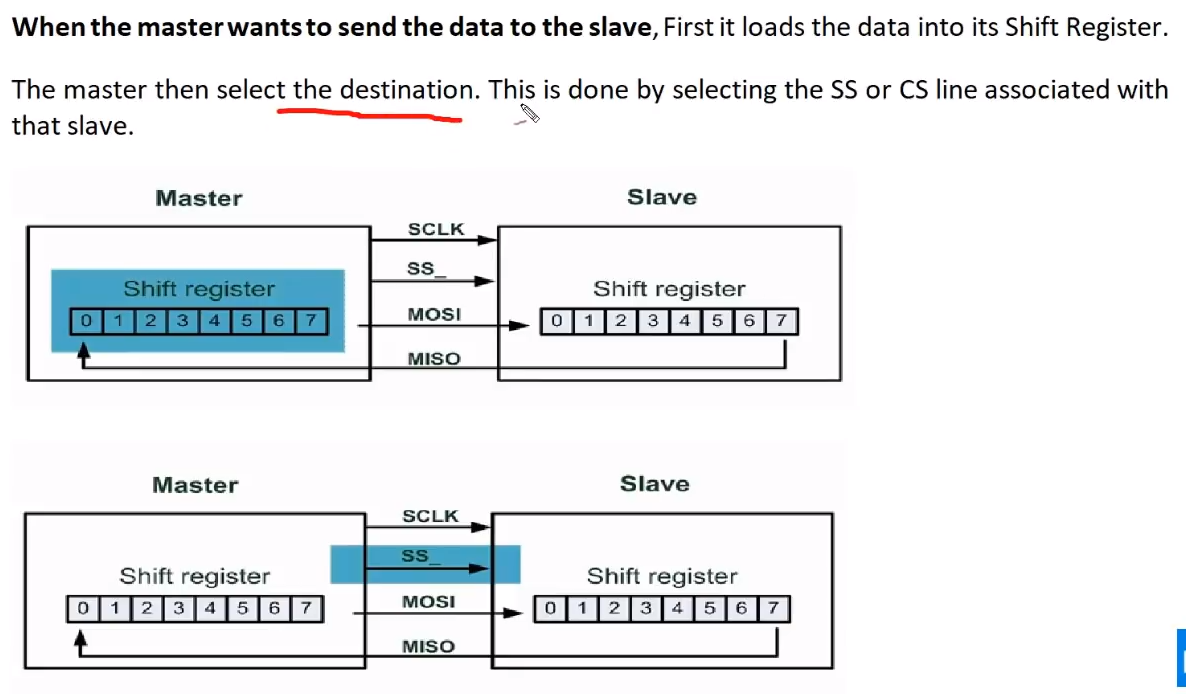 When the master wants to send the data to the slave, First it loads the data into its Shift Register.
The master then select the destination. This is done by selecting the SS or CS line associated with
that slave.
Master
Slave
SCLK
SS_
MOSI
MISO
Shift register
0 1 2 3 4 5 6 7
Shift register
0 1 2 3 4 5 6 7
Master
Slave
SCLK
SS_
MOSI
MISO
Shift register
0 1 2 3 4 5 6 7
Shift register
0 1 2 3 4 5 6 7